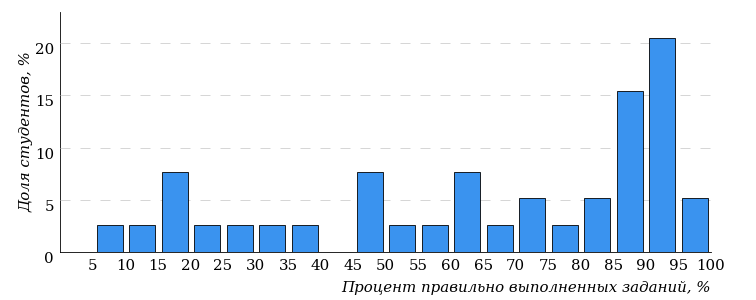 Доля студентов, %
20
15
10
5
0
5 10 15 20 25 30 35 40 45 50 55 60 65 70 75 80 85 90 95 100
Процент правильно выполненных заданий, %